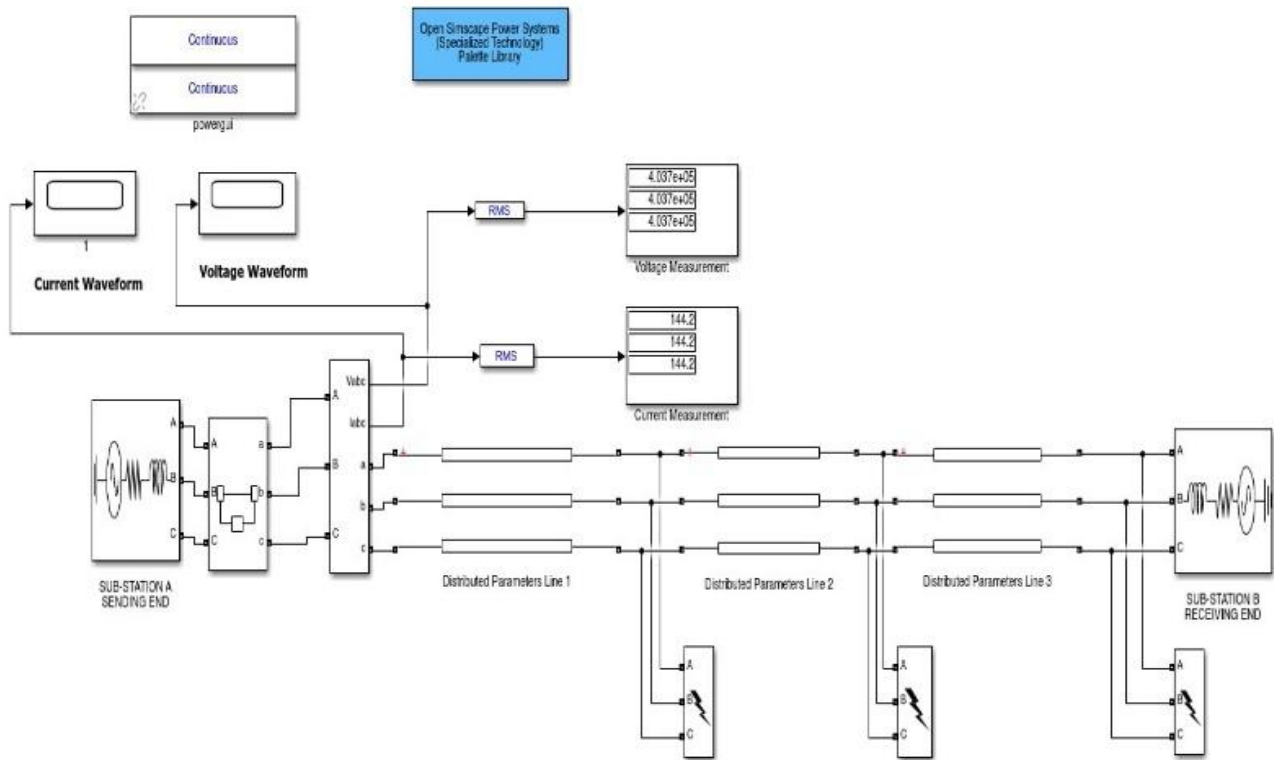 Continuous
Continuous
powergui
Open Simscape Power Systems
(Specialized Technology)
Palette Library
1
Current Waveform
Voltage Waveform
RMS
4.037e+05
4.037e+05
4.037e+05
Voltage Measurement
RMS
144.2
144.2
144.2
Current Measurement
A
B
C
SUB-STATION A
SENDING END
A
B
C
a
b
c
A
B
C
Vabc
Iabc
a
b
c
Distributed Parameters Line 1
Distributed Parameters Line 2
Distributed Parameters Line 3
A
B
C
SUB-STATION B
RECEIVING END
A
B
C
A
B
C
A
B
C